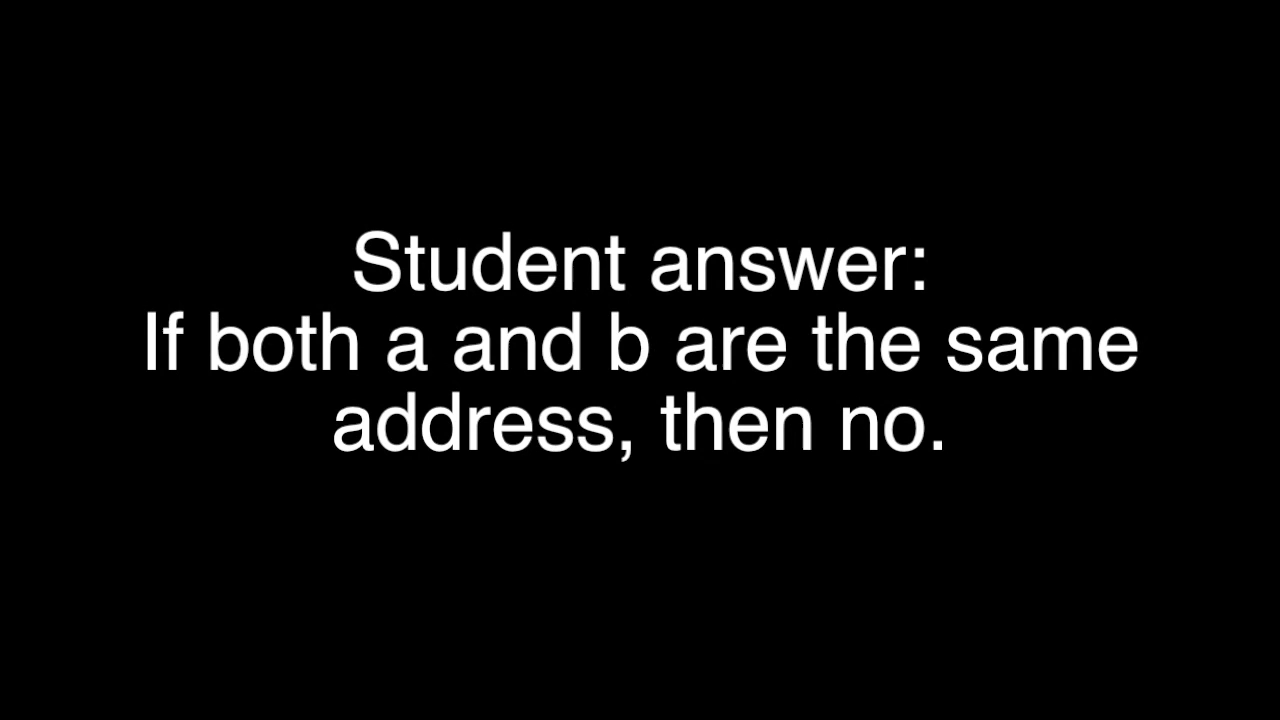 Student answer:
If both a and b are the same
address, then no.